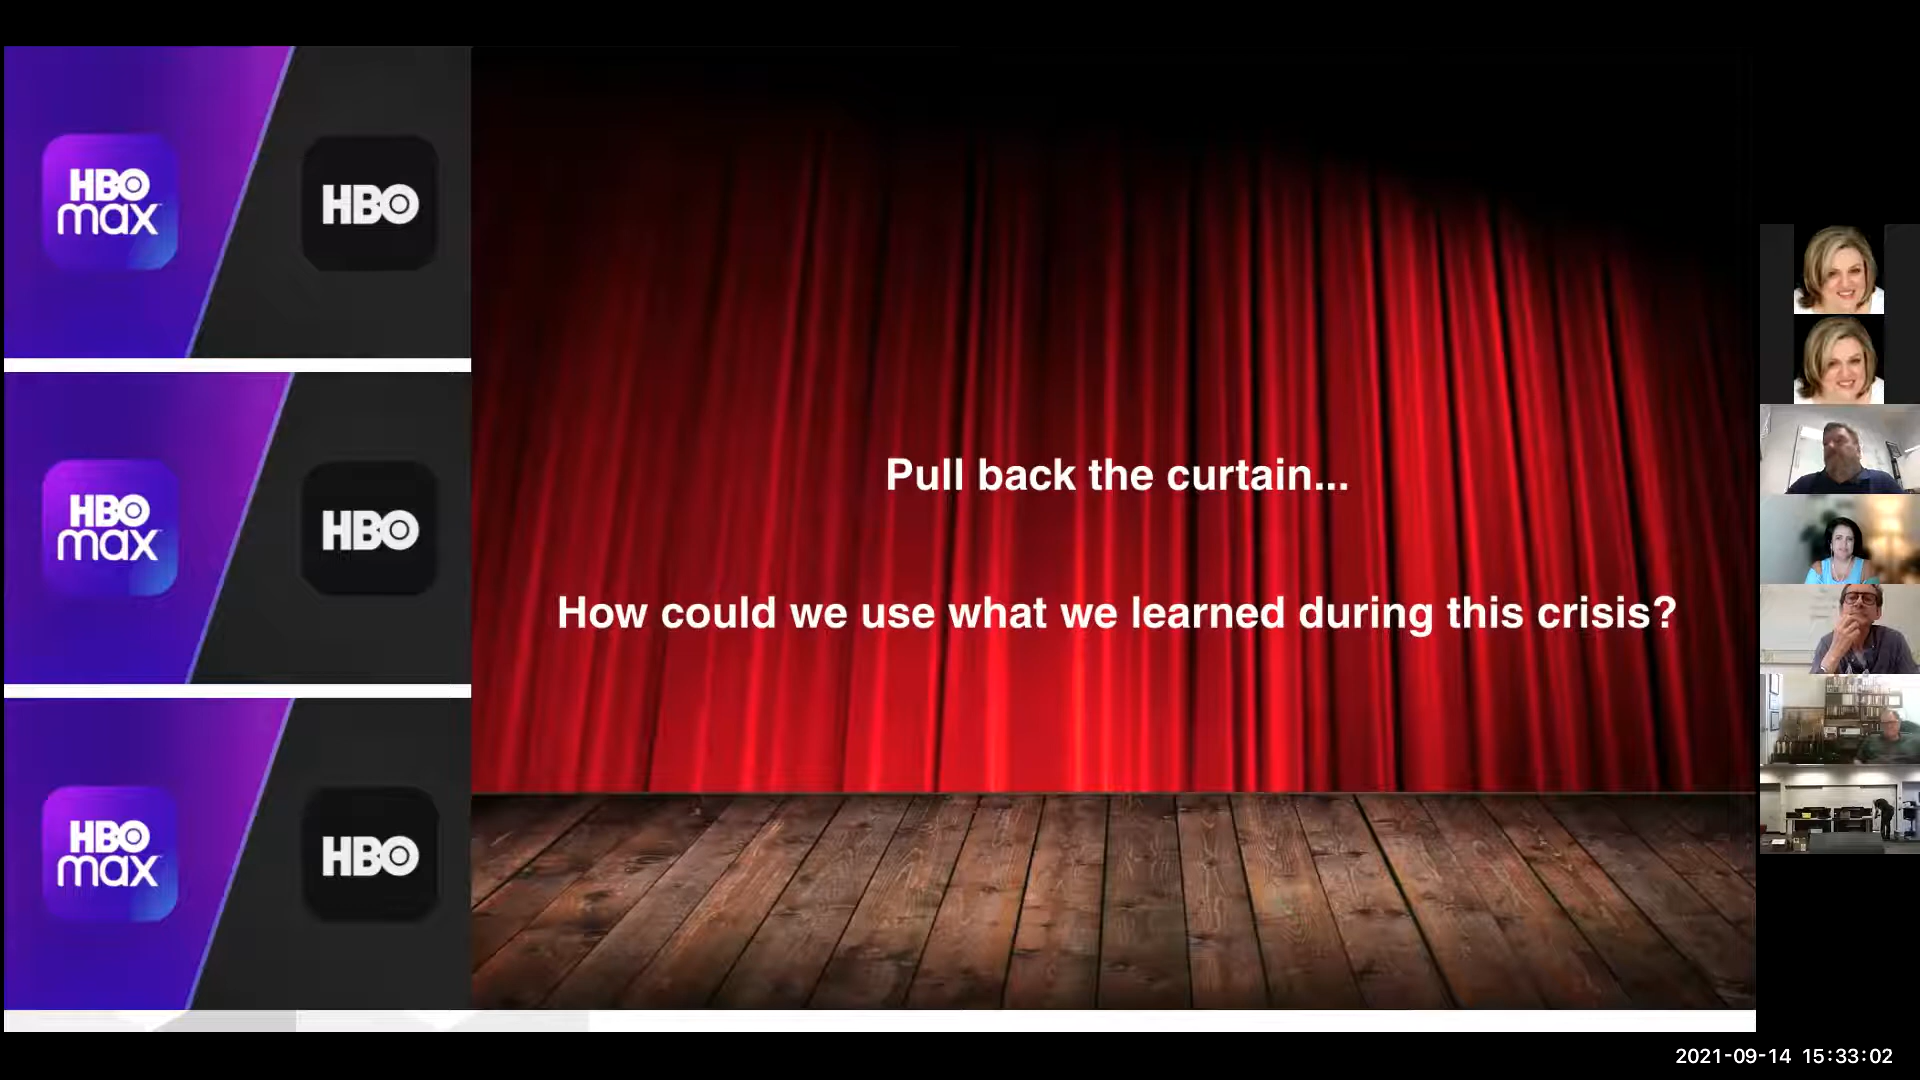 HBO
max
HBO
HBO
max
HBO
HBO
max
HBO
Pull back the curtain...
How could we use what we learned during this crisis?
2021-09-14 15:33:02